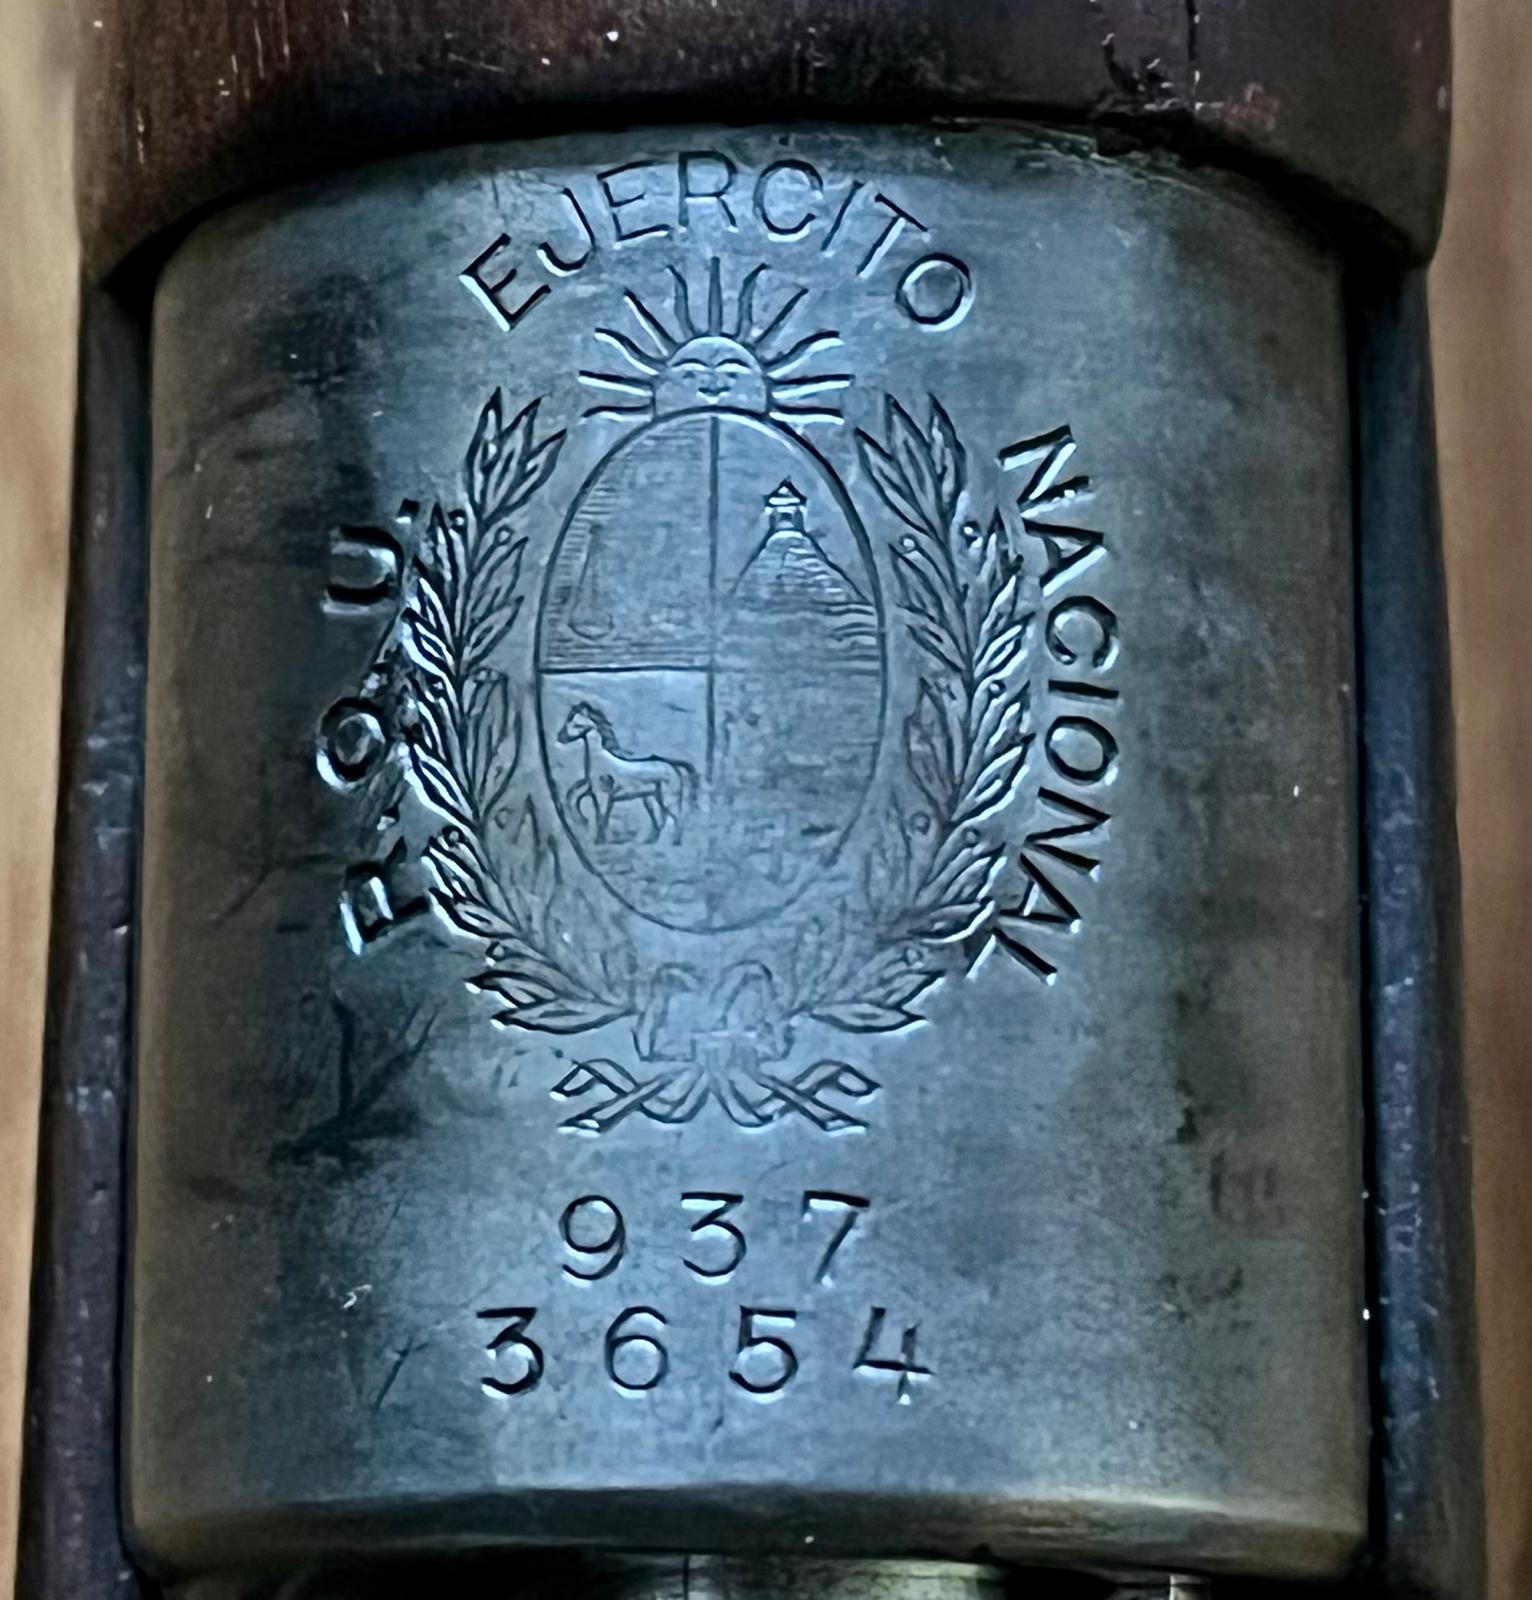 R.O.U. EJERCITO NACIONAL
937
3654